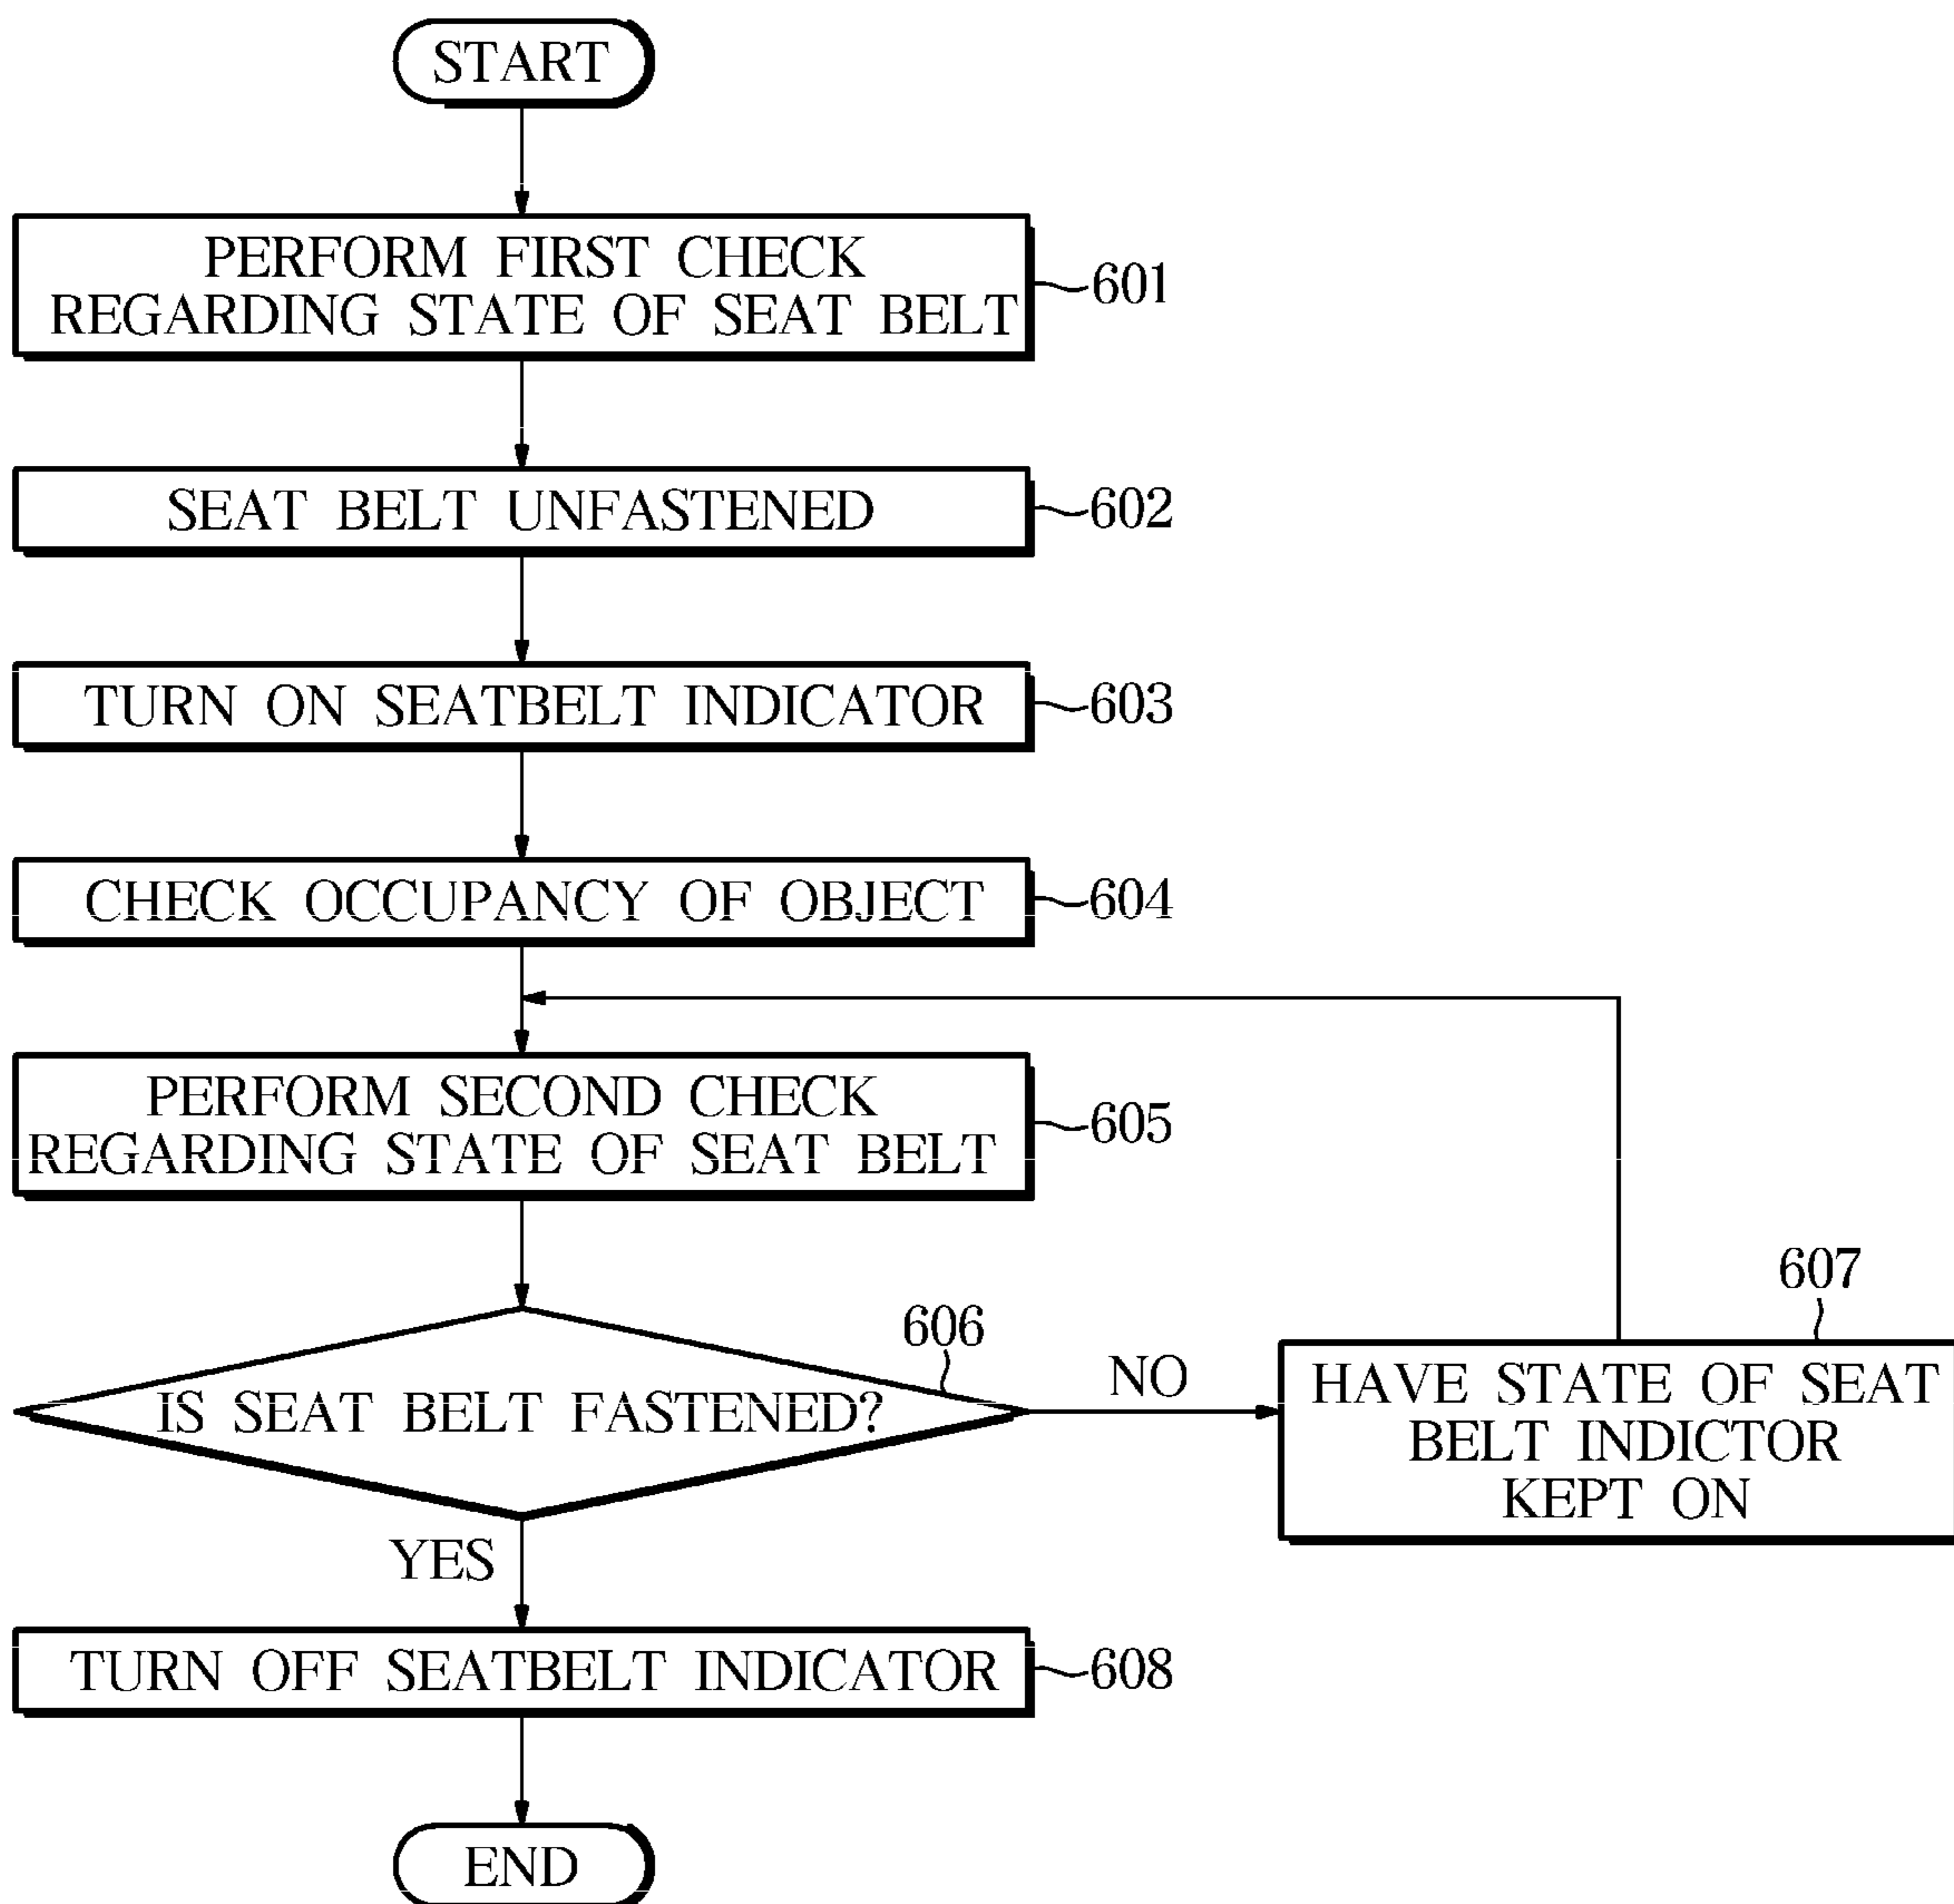 START
PERFORM FIRST CHECK
REGARDING STATE OF SEAT BELT
601
SEAT BELT UNFASTENED
602
TURN ON SEATBELT INDICATOR
603
CHECK OCCUPANCY OF OBJECT
604
PERFORM SECOND CHECK
REGARDING STATE OF SEAT BELT
605
606
IS SEAT BELT FASTENED?
NO
607
HAVE STATE OF SEAT
BELT INDICTOR
KEPT ON
YES
TURN OFF SEATBELT INDICATOR
608
END